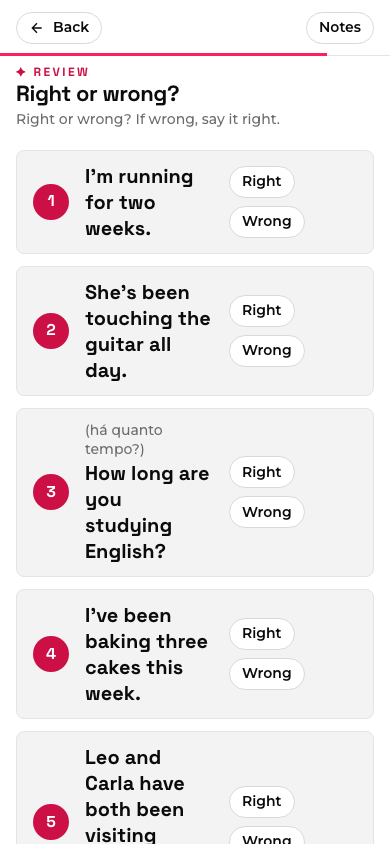 Back
Notes
REVIEW
Right or wrong?
Right or wrong? If wrong, say it right.
1
I'm running
for two
weeks.
Right
Wrong
2
She's been
touching the
guitar all
day.
Right
Wrong
3
(há quanto
tempo?)
How long are
you
studying
English?
Right
Wrong
4
I've been
baking three
cakes this
week.
Right
Wrong
5
Leo and
Carla have
both been
visiting
Right
Wrong